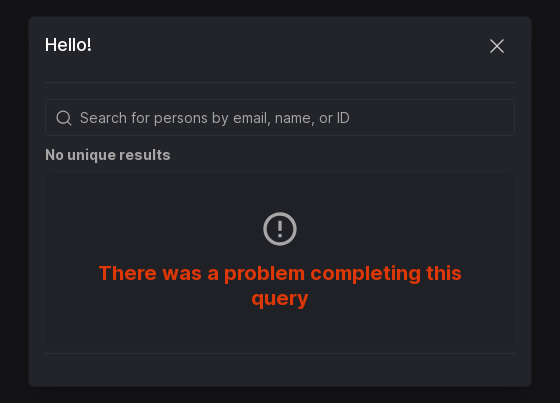 Hello!
Search for persons by email, name, or ID
No unique results
There was a problem completing this
query